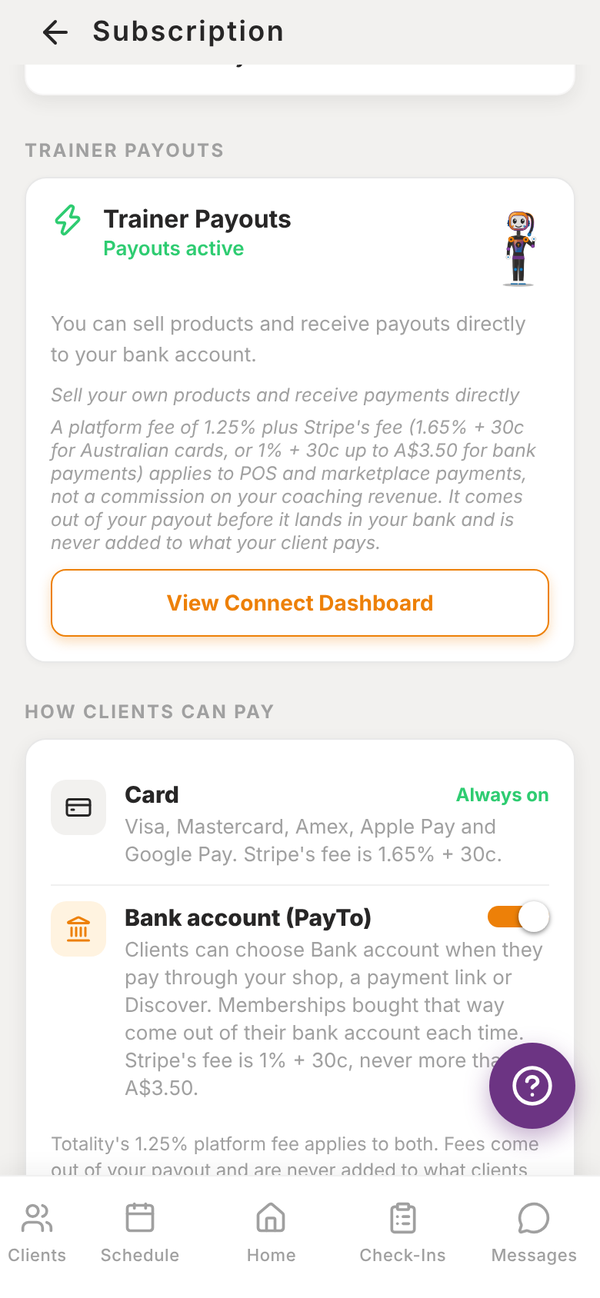 Subscription
TRAINER PAYOUTS
Trainer Payouts
Payouts active
You can sell products and receive payouts directly
to your bank account.
Sell your own products and receive payments directly
A platform fee of 1.25% plus Stripe's fee (1.65% + 30c
for Australian cards, or 1% + 30c up to A$3.50 for bank
payments) applies to POS and marketplace payments,
not a commission on your coaching revenue. It comes
out of your payout before it lands in your bank and is
never added to what your client pays.
View Connect Dashboard
HOW CLIENTS CAN PAY
Card
Always on
Visa, Mastercard, Amex, Apple Pay and
Google Pay. Stripe's fee is 1.65% + 30c.
Bank account (PayTo)
Clients can choose Bank account when they
pay through your shop, a payment link or
Discover. Memberships bought that way
come out of their bank account each time.
Stripe's fee is 1% + 30c, never more
A$3.50.
Totality's 1.25% platform fee applies to both. Fees come
out of your payout and are never added to what clients
Clients
Schedule
Home
Check-Ins
Messages